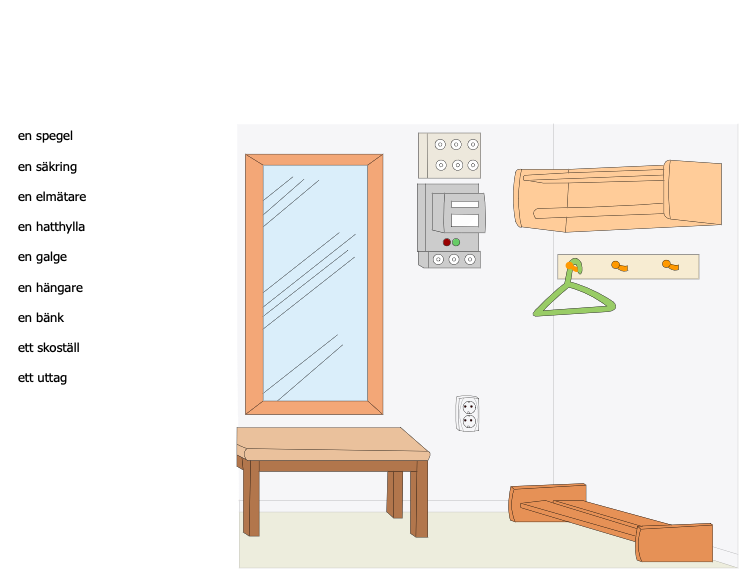 en spegel
en säkring
en elmätare
en hatthylla
en galge
en hängare
en bänk
ett skoställ
ett uttag